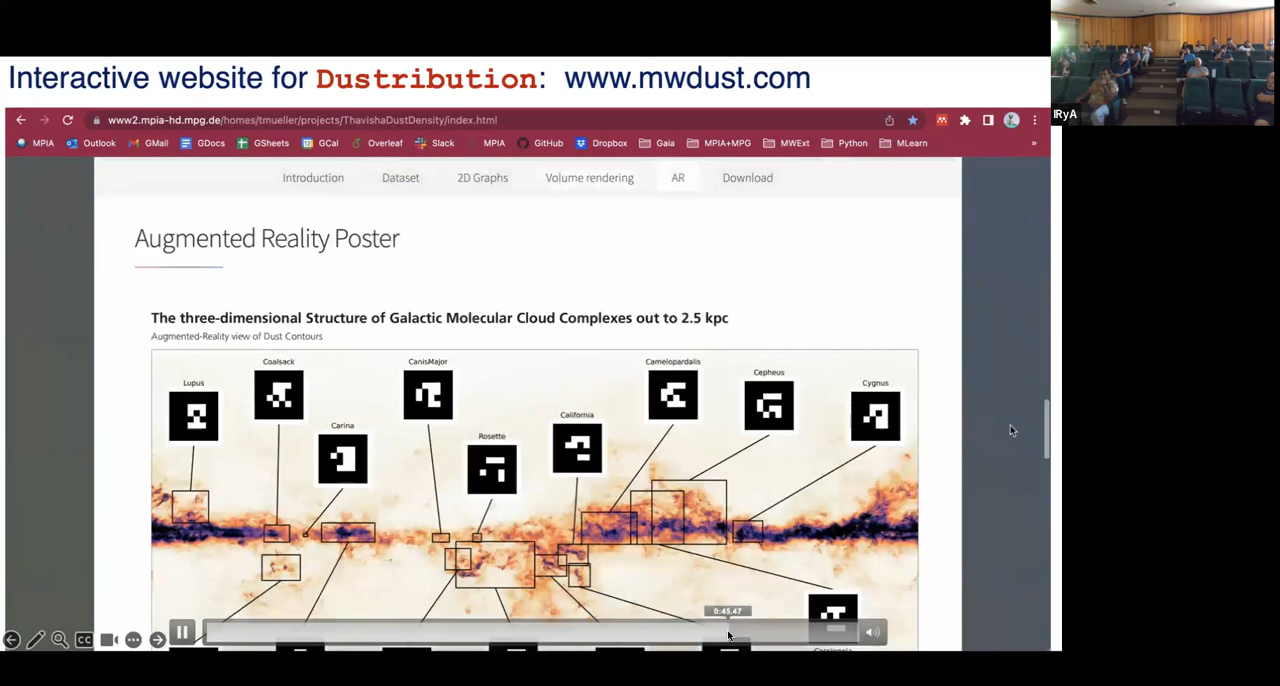 Interactive website for Dustribution: www.mwdust.com
IRyA
www2.mpia-hd.mpg.de/homes/tmueller/projects/ThavishaDustDensity/index.html
MPIA Outlook GMail GDocs GSheets GCal Overleaf Slack MPIA GitHub Dropbox Gaia MPIA+MPG MWExt Python MLearn »
Introduction Dataset 2D Graphs Volume rendering AR Download
Augmented Reality Poster
The three-dimensional Structure of Galactic Molecular Cloud Complexes out to 2.5 kpc
Augmented-Reality view of Dust Contours
Coalsack CanisMajor Camelopardalis
Cepheus
Lupus Cygnus
California
Carina
Rosette
0:45.47
CC